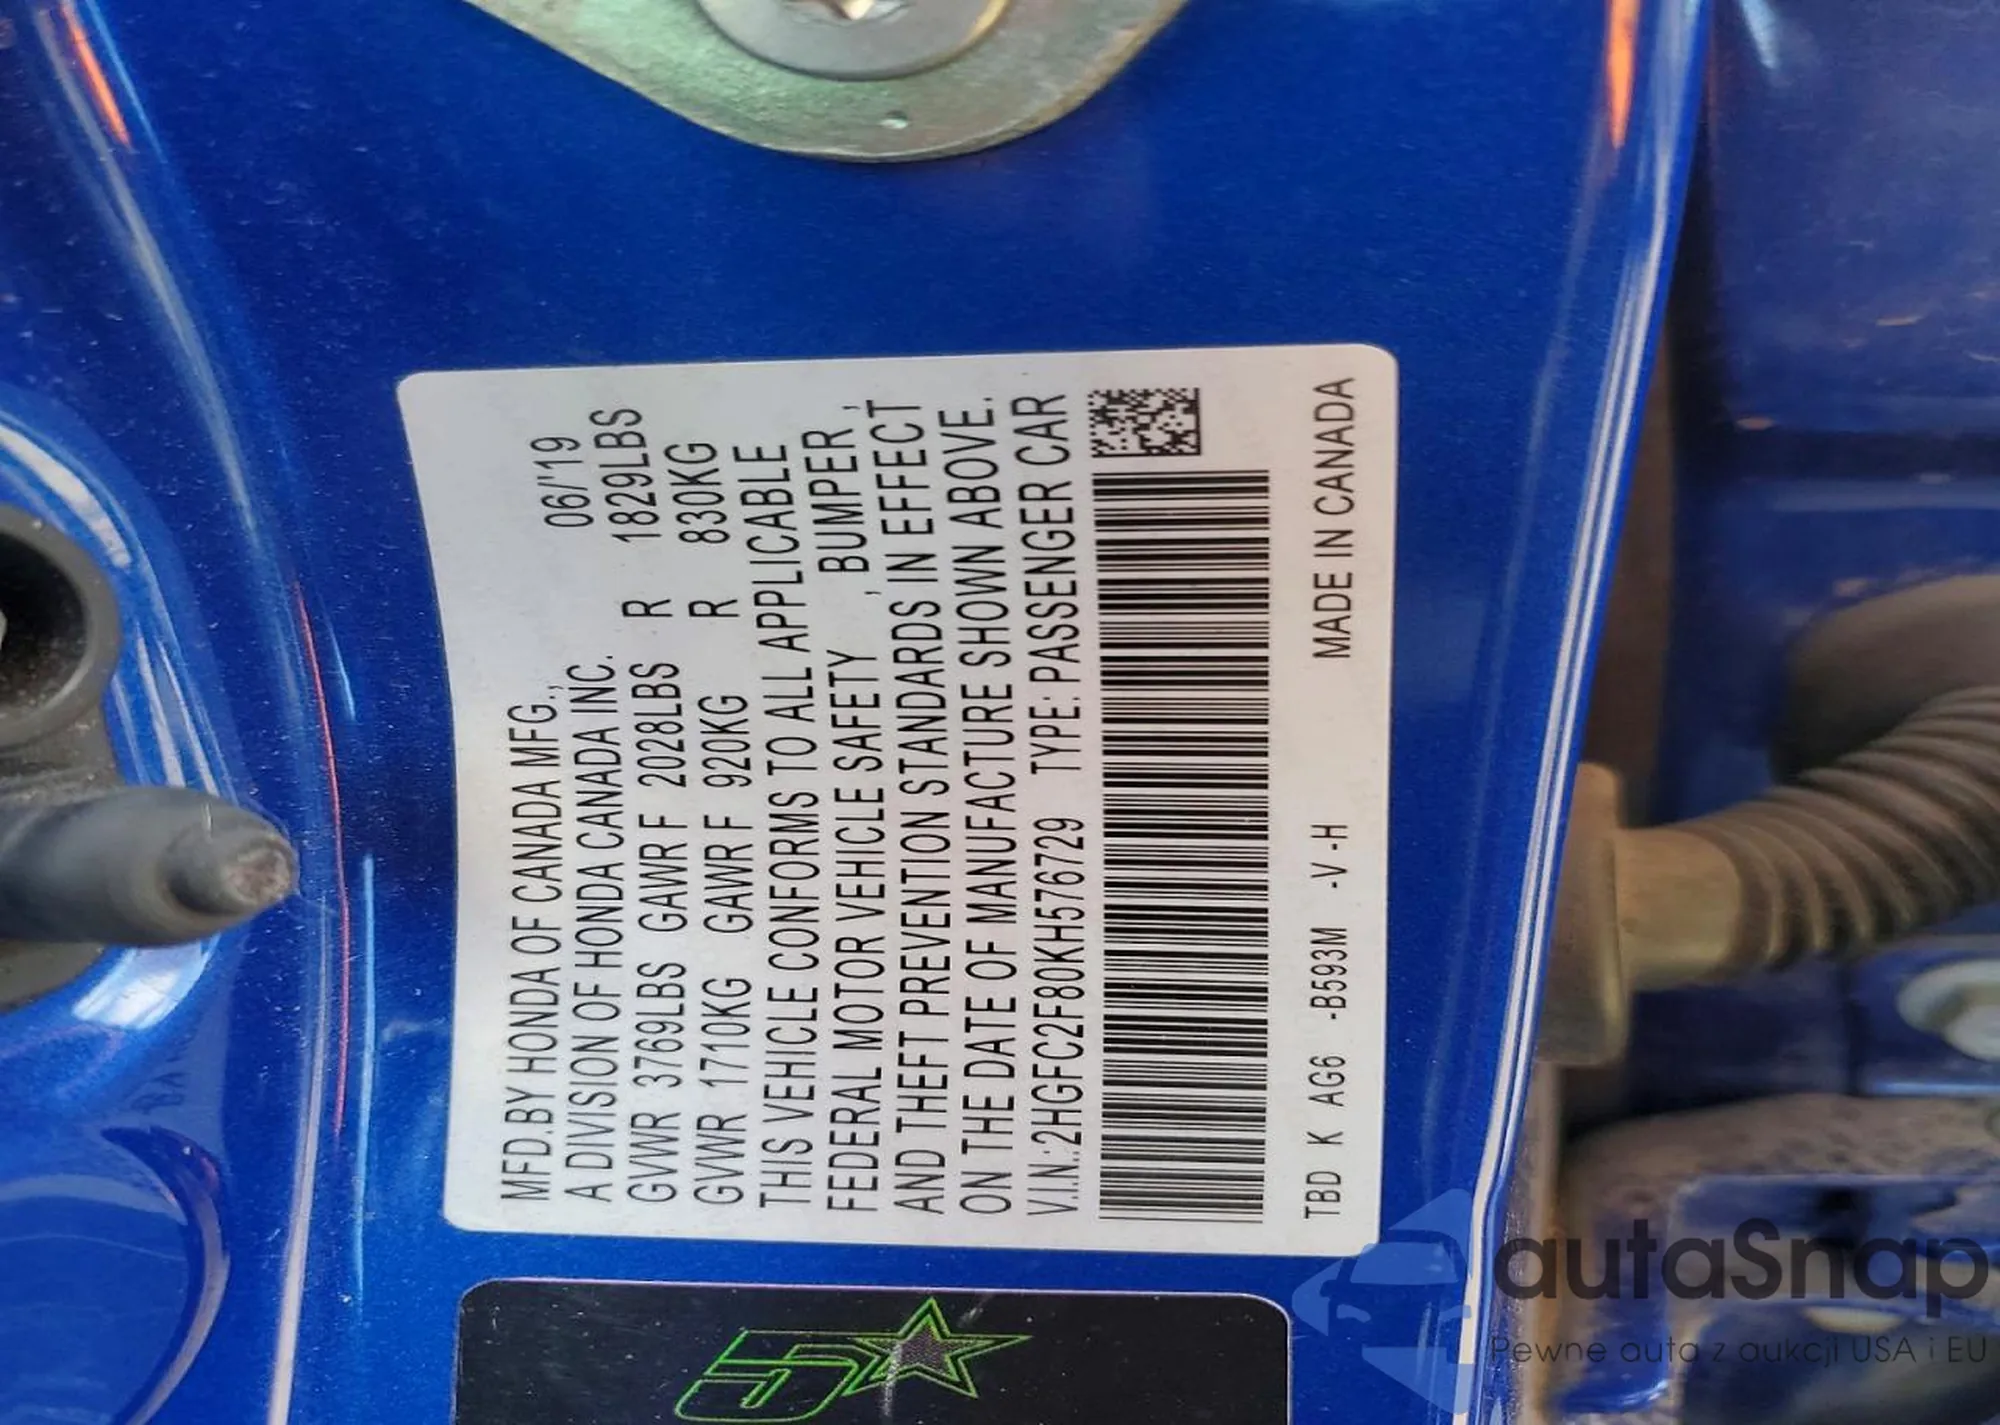 MFD.BY HONDA OF CANADA MFG.,
A DIVISION OF HONDA CANADA INC. 06/'19
GVWR 3769LBS GAWR F 2028LBS R 1829LBS
GVWR 1710KG GAWR F 920KG R 830KG
THIS VEHICLE CONFORMS TO ALL APPLICABLE
FEDERAL MOTOR VEHICLE SAFETY , BUMPER ,
AND THEFT PREVENTION STANDARDS IN EFFECT
ON THE DATE OF MANUFACTURE SHOWN ABOVE.
V.I.N.:2HGFC2F80KH576729 TYPE: PASSENGER CAR
TBD K AG6 -B593M -V -H MADE IN CANADA
5
autaSnap
Pewne auta z aukcji USA i EU